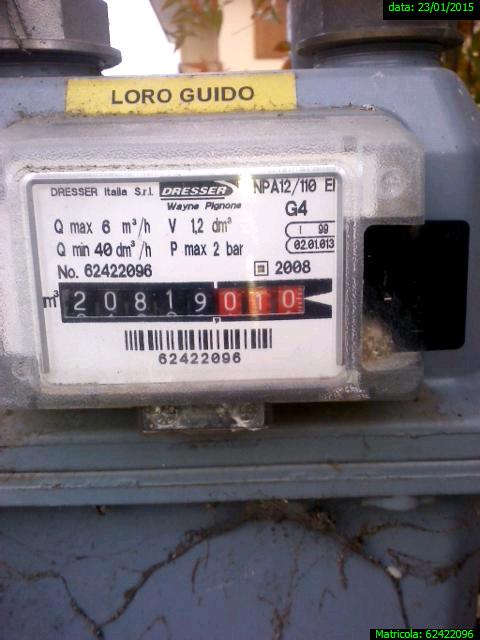 data: 23/01/2015
LORO GUIDO
DRESSER Italia S.r.l. DRESSER NPA12/110 El
Wayne Pignone
G4
Q max 6 m³/h V 1,2 dm³
I 99
Q min 40 dm³/h P max 2 bar
02.01.013
No. 62422096 2008
m³ 20819010
62422096
Matricola: 62422096